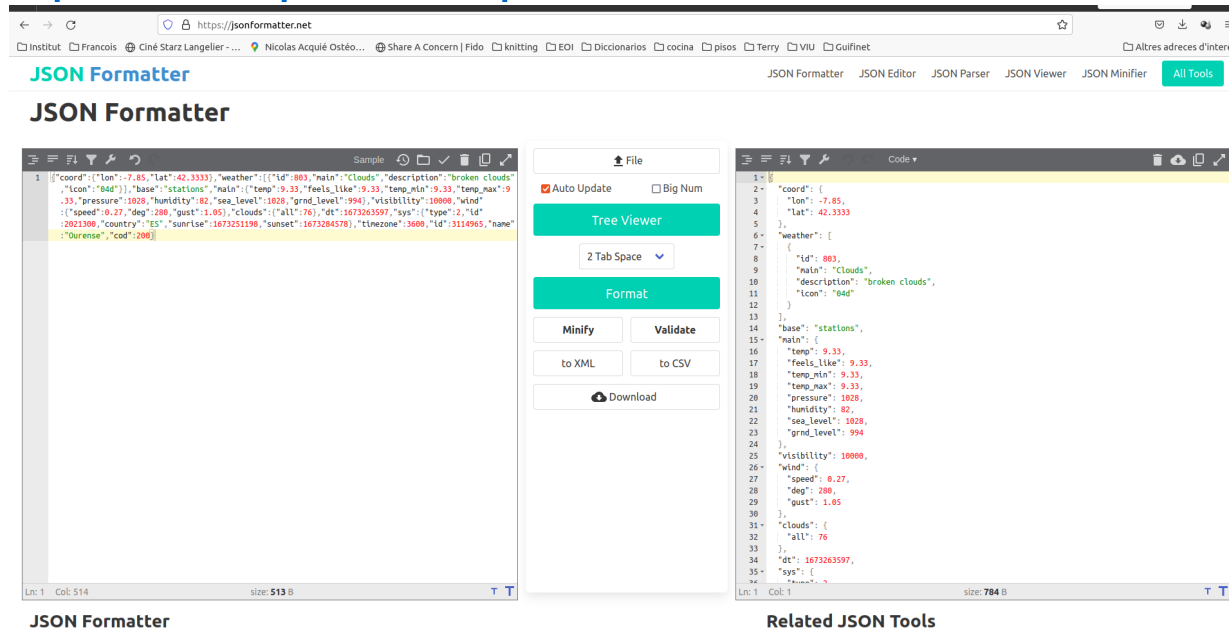 https://jsonformatter.net
Institut Francois Ciné Starz Langelier - ... Nicolas Acquié Ostéo... Share A Concern | Fido knitting EOI Diccionarios cocina pisos Terry VIU Guifinet Altres adreces d'intere
JSON Formatter
JSON Formatter JSON Editor JSON Parser JSON Viewer JSON Minifier All Tools
JSON Formatter
Sample
1 {"coord":{"lon":-7.85,"lat":42.3333},"weather":[{"id":803,"main":"Clouds","description":"broken clouds"
,"icon":"04d"}],"base":"stations","main":{"temp":9.33,"feels_like":9.33,"temp_min":9.33,"temp_max":9
.33,"pressure":1028,"humidity":82,"sea_level":1028,"grnd_level":994},"visibility":10000,"wind"
:{"speed":0.27,"deg":280,"gust":1.05},"clouds":{"all":76},"dt":1673263597,"sys":{"type":2,"id"
:2021300,"country":"ES","sunrise":1673251198,"sunset":1673284578},"timezone":3600,"id":3114965,"name"
:"Ourense","cod":200}
Ln: 1 Col: 514 size: 513 B T T
File
Auto Update Big Num
Tree Viewer
2 Tab Space
Format
Minify Validate
to XML to CSV
Download
Code
1 {
2 "coord": {
3 "lon": -7.85,
4 "lat": 42.3333
5 },
6 "weather": [
7 {
8 "id": 803,
9 "main": "Clouds",
10 "description": "broken clouds",
11 "icon": "04d"
12 }
13 ],
14 "base": "stations",
15 "main": {
16 "temp": 9.33,
17 "feels_like": 9.33,
18 "temp_min": 9.33,
19 "temp_max": 9.33,
20 "pressure": 1028,
21 "humidity": 82,
22 "sea_level": 1028,
23 "grnd_level": 994
24 },
25 "visibility": 10000,
26 "wind": {
27 "speed": 0.27,
28 "deg": 280,
29 "gust": 1.05
30 },
31 "clouds": {
32 "all": 76
33 },
34 "dt": 1673263597,
35 "sys": {
Ln: 1 Col: 1 size: 784 B T T
JSON Formatter
Related JSON Tools